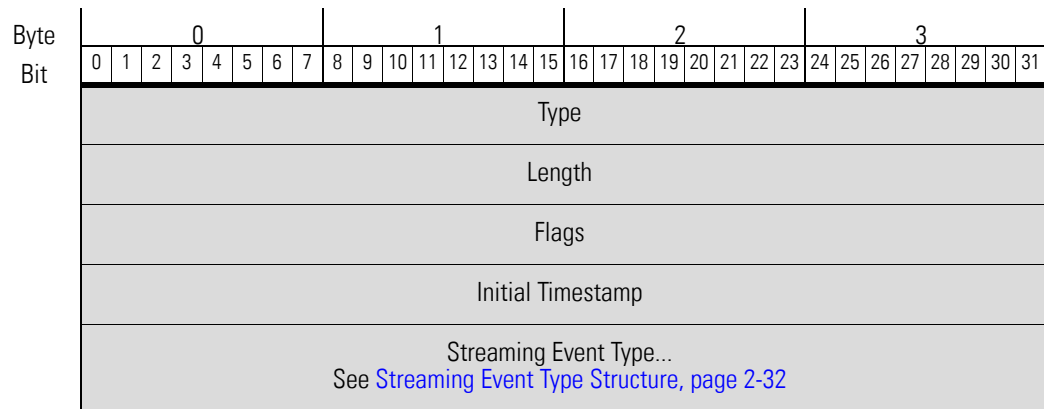 Byte 0 1 2 3
Bit 0 1 2 3 4 5 6 7 8 9 10 11 12 13 14 15 16 17 18 19 20 21 22 23 24 25 26 27 28 29 30 31
Type
Length
Flags
Initial Timestamp
Streaming Event Type...
See Streaming Event Type Structure, page 2-32